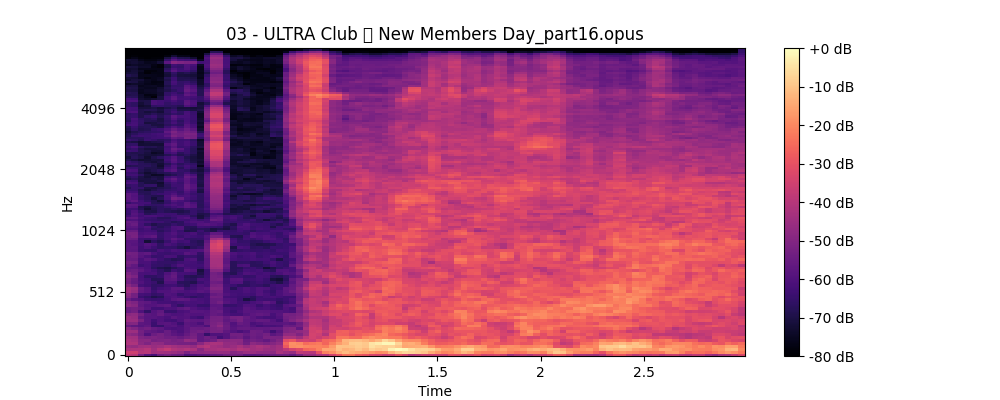 03 - ULTRA Club  New Members Day_part16.opus
+0 dB
-10 dB
-20 dB
-30 dB
-40 dB
-50 dB
-60 dB
-70 dB
-80 dB
4096
2048
1024
512
0
Hz
0
0.5
1
1.5
2
2.5
Time